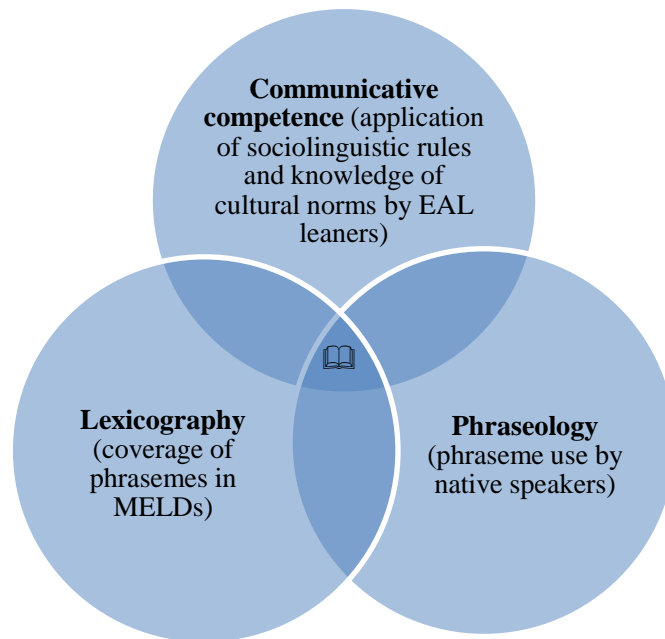 Communicative
competence (application
of sociolinguistic rules
and knowledge of
cultural norms by EAL
leaners)
Lexicography
(coverage of
phrasemes in
MELDs)
Phraseology
(phraseme use by
native speakers)